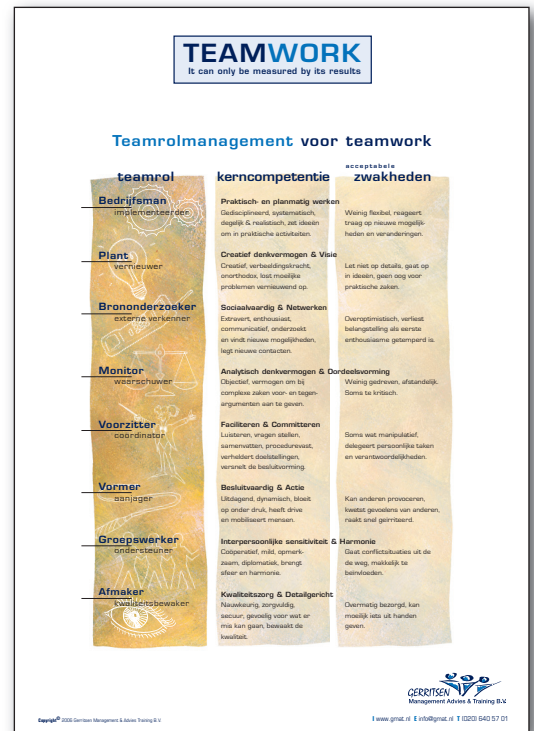 TEAMWORK
It can only be measured by its results
Teamrolmanagement voor teamwork
teamrol
kerncompetentie
acceptabele
zwakheden
Bedrijfsman
implementeerder
Praktisch- en planmatig werken
Gedisciplineerd, systematisch,
degelijk & realistisch, zet ideeën
om in praktische activiteiten.
Weinig flexibel, reageert
traag op nieuwe mogelijk-
heden en veranderingen.
Plant
vernieuwer
Creatief denkvermogen & Visie
Creatief, verbeeldingskracht,
onorthodox, lost moeilijke
problemen vernieuwend op.
Let niet op details, gaat op
in ideeën, geen oog voor
praktische zaken.
Brononderzoeker
externe verkenner
Sociaalvaardig & Netwerken
Extravert, enthousiast,
communicatief, onderzoekt
en vindt nieuwe mogelijkheden,
legt nieuwe contacten.
Overoptimistisch, verliest
belangstelling als eerste
enthousiasme getemperd is.
Monitor
waarschuwer
Analytisch denkvermogen & Oordeelsvorming
Objectief, vermogen om bij
complexe zaken voor- en tegen-
argumenten aan te geven.
Weinig gedreven, afstandelijk.
Soms te kritisch.
Voorzitter
coordinator
Faciliteren & Committeren
Luisteren, vragen stellen,
samenvatten, procedurevast,
verheldert doelstellingen,
versnelt de besluitvorming.
Soms wat manipulatief,
delegeert persoonlijke taken
en verantwoordelijkheden.
Vormer
aanjager
Besluitvaardig & Actie
Uitdagend, dynamisch, bloeit
op onder druk, heeft drive
en mobiliseert mensen.
Kan anderen provoceren,
kwetst gevoelens van anderen,
raakt snel geirriteerd.
Groepswerker
ondersteuner
Interpersoonlijke sensitiviteit & Harmonie
Coöperatief, mild, opmerk-
zaam, diplomatiek, brengt
sfeer en harmonie.
Gaat conflictsituaties uit de
de weg, makkelijk te
beïnvloeden.
Afmaker
kwaliteitsbewaker
Kwaliteitszorg & Detailgericht
Nauwkeurig, zorgvuldig,
secuur, gevoelig voor wat er
mis kan gaan, bewaakt de
kwaliteit.
Overmatig bezorgd, kan
moeilijk iets uit handen
geven.
GERRITSEN
Management Advies & Training B.V.
Copyright© 2006 Gerritsen Management & Advies Training B.V.
I www.gmat.nl E info@gmat.nl T (020) 640 57 01